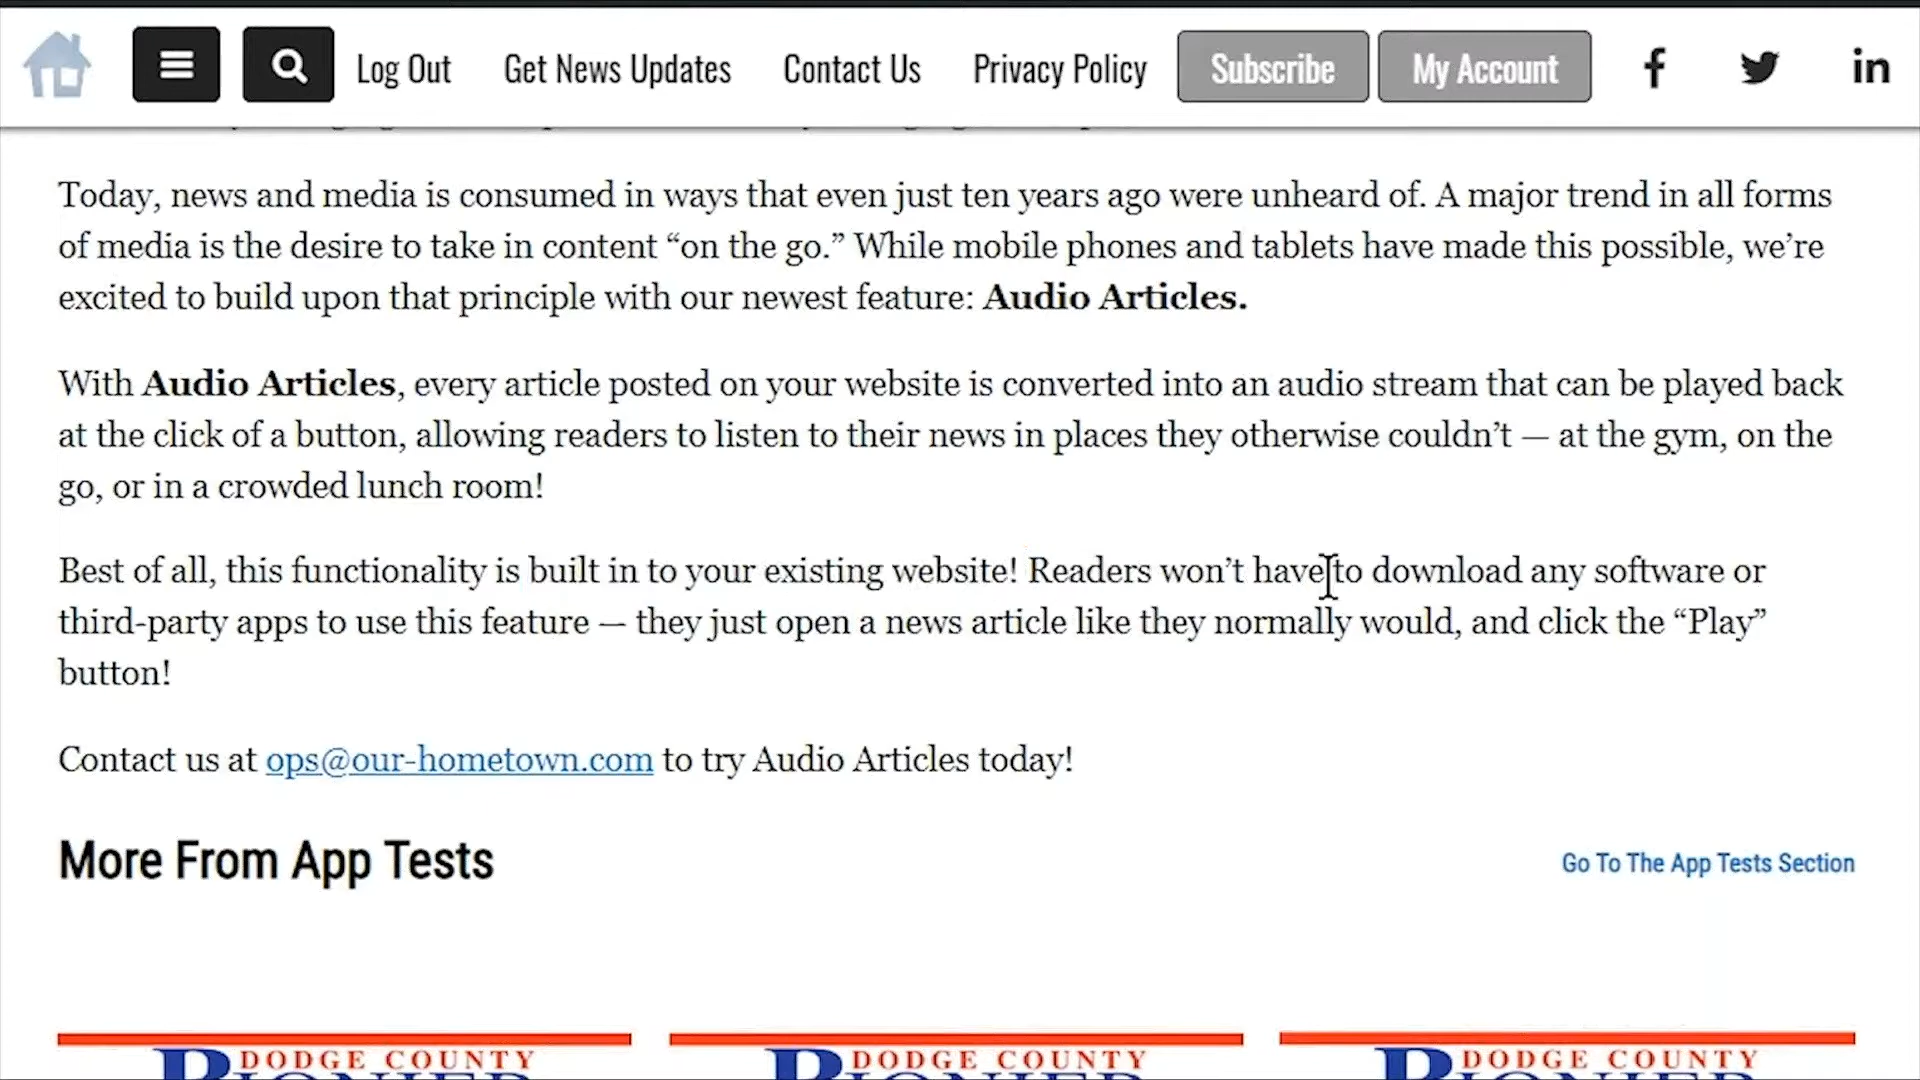 Log Out Get News Updates Contact Us Privacy Policy Subscribe My Account
Today, news and media is consumed in ways that even just ten years ago were unheard of. A major trend in all forms
of media is the desire to take in content “on the go.” While mobile phones and tablets have made this possible, we’re
excited to build upon that principle with our newest feature: Audio Articles.
With Audio Articles, every article posted on your website is converted into an audio stream that can be played back
at the click of a button, allowing readers to listen to their news in places they otherwise couldn’t — at the gym, on the
go, or in a crowded lunch room!
Best of all, this functionality is built in to your existing website! Readers won’t have to download any software or
third-party apps to use this feature — they just open a news article like they normally would, and click the “Play”
button!
Contact us at ops@our-hometown.com to try Audio Articles today!
More From App Tests Go To The App Tests Section
DODGE COUNTY DODGE COUNTY DODGE COUNTY